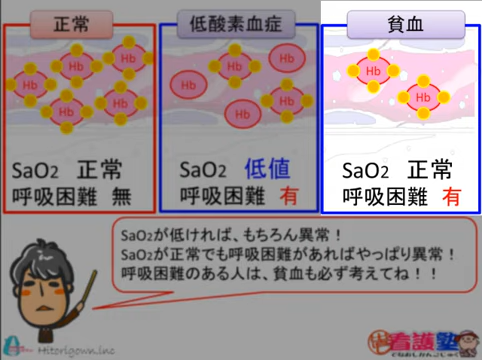 正常
低酸素血症
貧血
Hb
Hb
Hb
Hb
Hb
Hb
Hb
Hb
Hb
Hb
Hb
SaO2 正常
呼吸困難 無
SaO2 低値
呼吸困難 有
SaO2 正常
呼吸困難 有
SaO2が低ければ、もちろん異常！
SaO2が正常でも呼吸困難があればやっぱり異常！
呼吸困難のある人は、貧血も必ず考えてね！！
Hitorigown.inc
看護塾